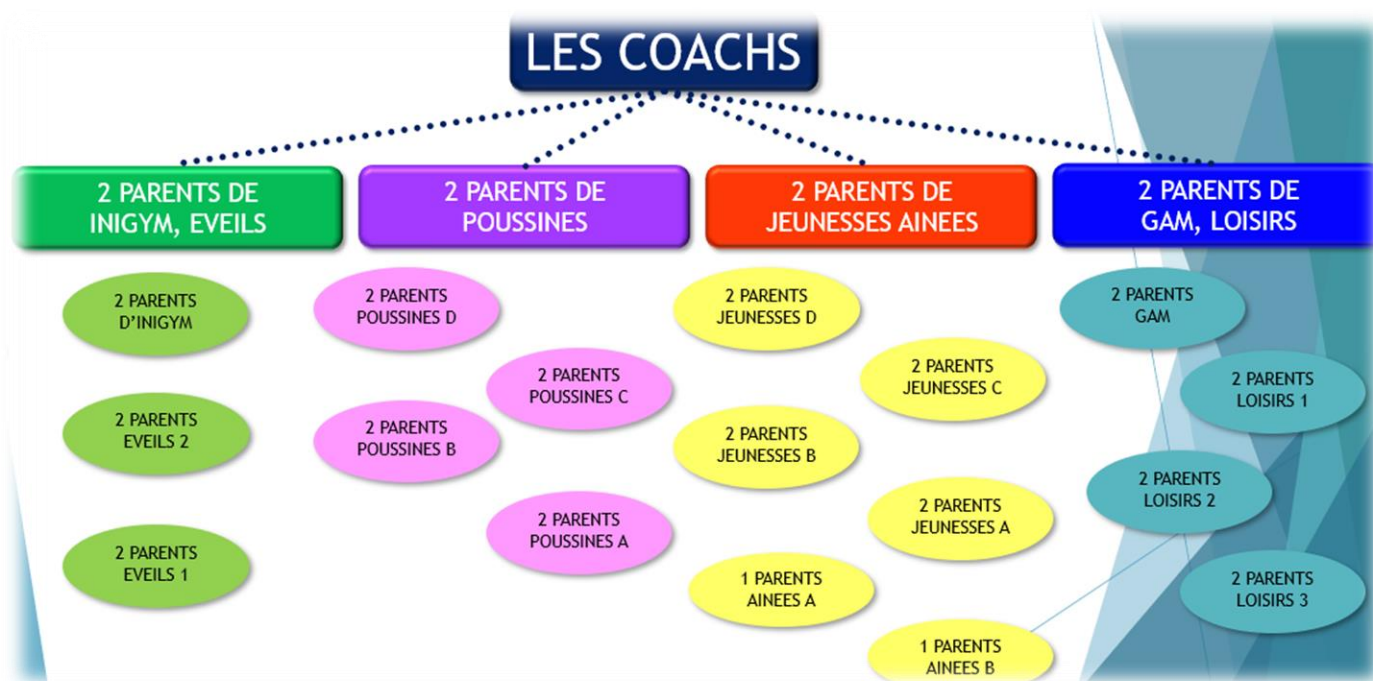 LES COACHS
2 PARENTS DE
INIGYM, EVEILS
2 PARENTS DE
POUSSINES
2 PARENTS DE
JEUNESSES AINEES
2 PARENTS DE
GAM, LOISIRS
2 PARENTS
D'INIGYM
2 PARENTS
EVEILS 2
2 PARENTS
EVEILS 1
2 PARENTS
POUSSINES D
2 PARENTS
POUSSINES C
2 PARENTS
POUSSINES B
2 PARENTS
POUSSINES A
2 PARENTS
JEUNESSES D
2 PARENTS
JEUNESSES C
2 PARENTS
JEUNESSES B
2 PARENTS
JEUNESSES A
1 PARENTS
AINEES A
1 PARENTS
AINEES B
2 PARENTS
GAM
2 PARENTS
LOISIRS 1
2 PARENTS
LOISIRS 2
2 PARENTS
LOISIRS 3